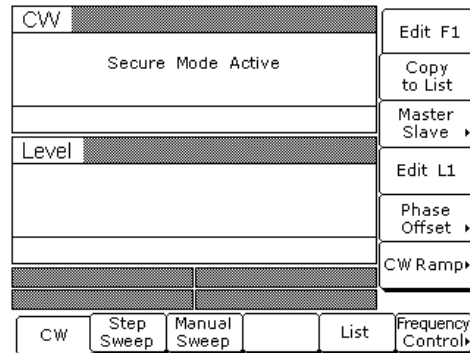 CW
Secure Mode Active
Level
Edit F1
Copy
to List
Master
Slave
Edit L1
Phase
Offset
CW Ramp
CW
Step
Sweep
Manual
Sweep
List
Frequency
Control